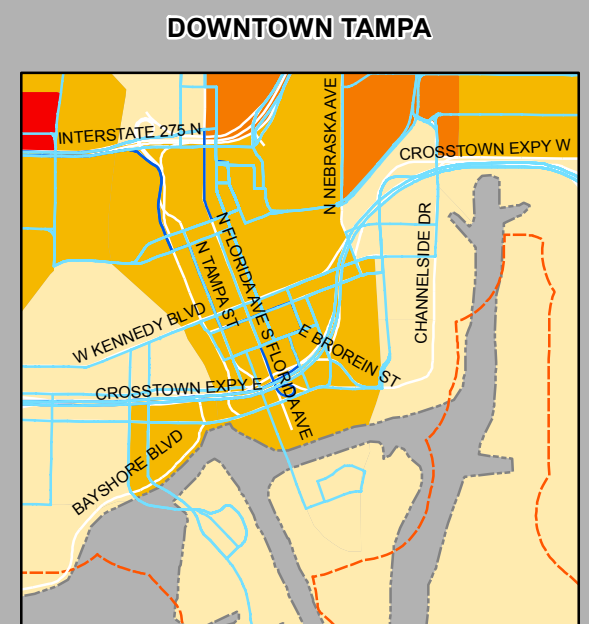 DOWNTOWN TAMPA
N NEBRASKA AVE
INTERSTATE 275 N
CROSSTOWN EXPY W
CHANNELSIDE DR
N FLORIDA AVE
N TAMPA ST
W KENNEDY BLVD
S FLORIDA AVE
E BROREIN ST
CROSSTOWN EXPY E
BAYSHORE BLVD